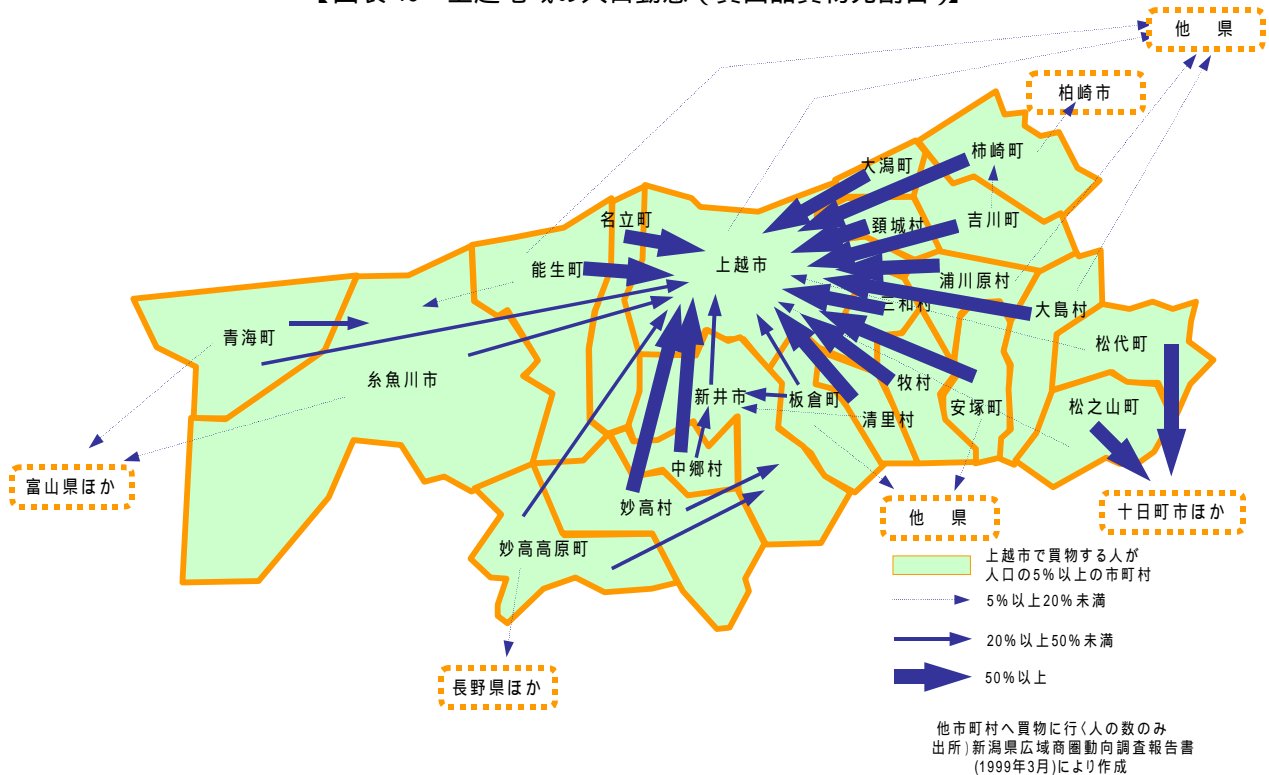 他　県
柏崎市
柿崎町
大潟町
吉川町
名立町
頚城村
上越市
能生町
浦川原村
三和村
大島村
青海町
松代町
糸魚川市
牧村
新井市
板倉町
安塚町
松之山町
清里村
中郷村
富山県ほか
妙高村
他　県
十日町市ほか
妙高高原町
上越市で買物する人が
人口の5%以上の市町村
5%以上20%未満
20%以上50%未満
長野県ほか
50%以上
他市町村へ買物に行く人の数のみ
出所)新潟県広域商圏動向調査報告書
(1999年3月)により作成